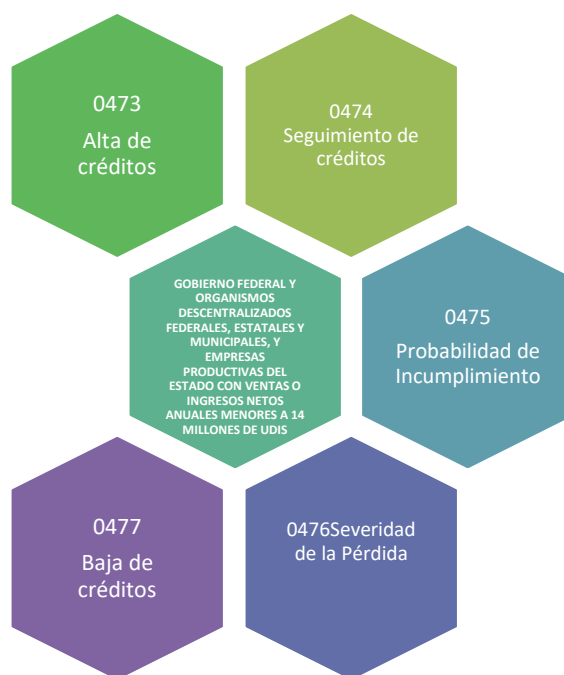 0473
Alta de
créditos
0474
Seguimiento de
créditos
GOBIERNO FEDERAL Y
ORGANISMOS
DESCENTRALIZADOS
FEDERALES, ESTATALES Y
MUNICIPALES, Y
EMPRESAS
PRODUCTIVAS DEL
ESTADO CON VENTAS O
INGRESOS NETOS
ANUALES MENORES A 14
MILLONES DE UDIS
0475
Probabilidad de
Incumplimiento
0477
Baja de
créditos
0476Severidad
de la Pérdida